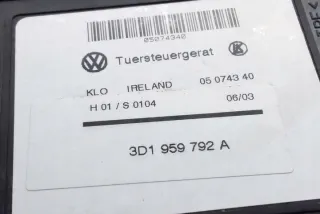 05074340
Tuersteuergerat
KLO IRELAND 05 0743 40
H 01 / S 0104 06/03
3D1 959 792 A